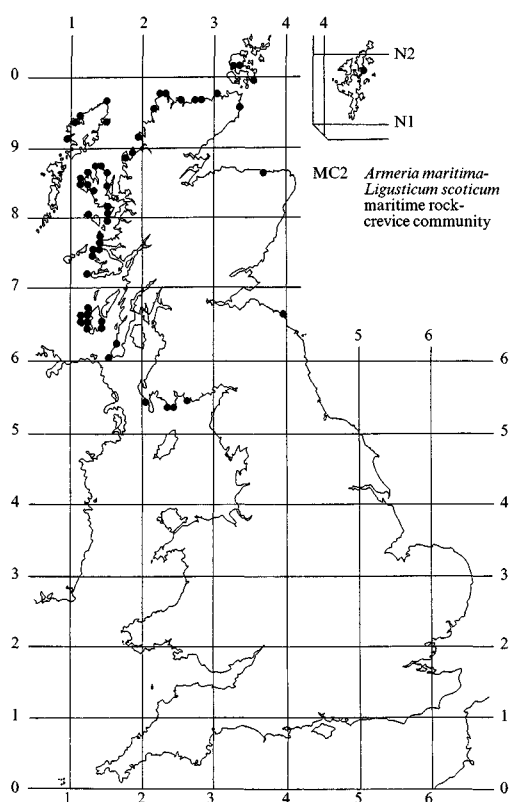 1 2 3 4 4
N2
0
N1
9
MC2 Armeria maritima-
Ligusticum scoticum
maritime rock-
crevice community
8
7
5 6
6 6
5 5
4 4
3 3
2 2
1 1
0 0
1 2 3 4 5 6